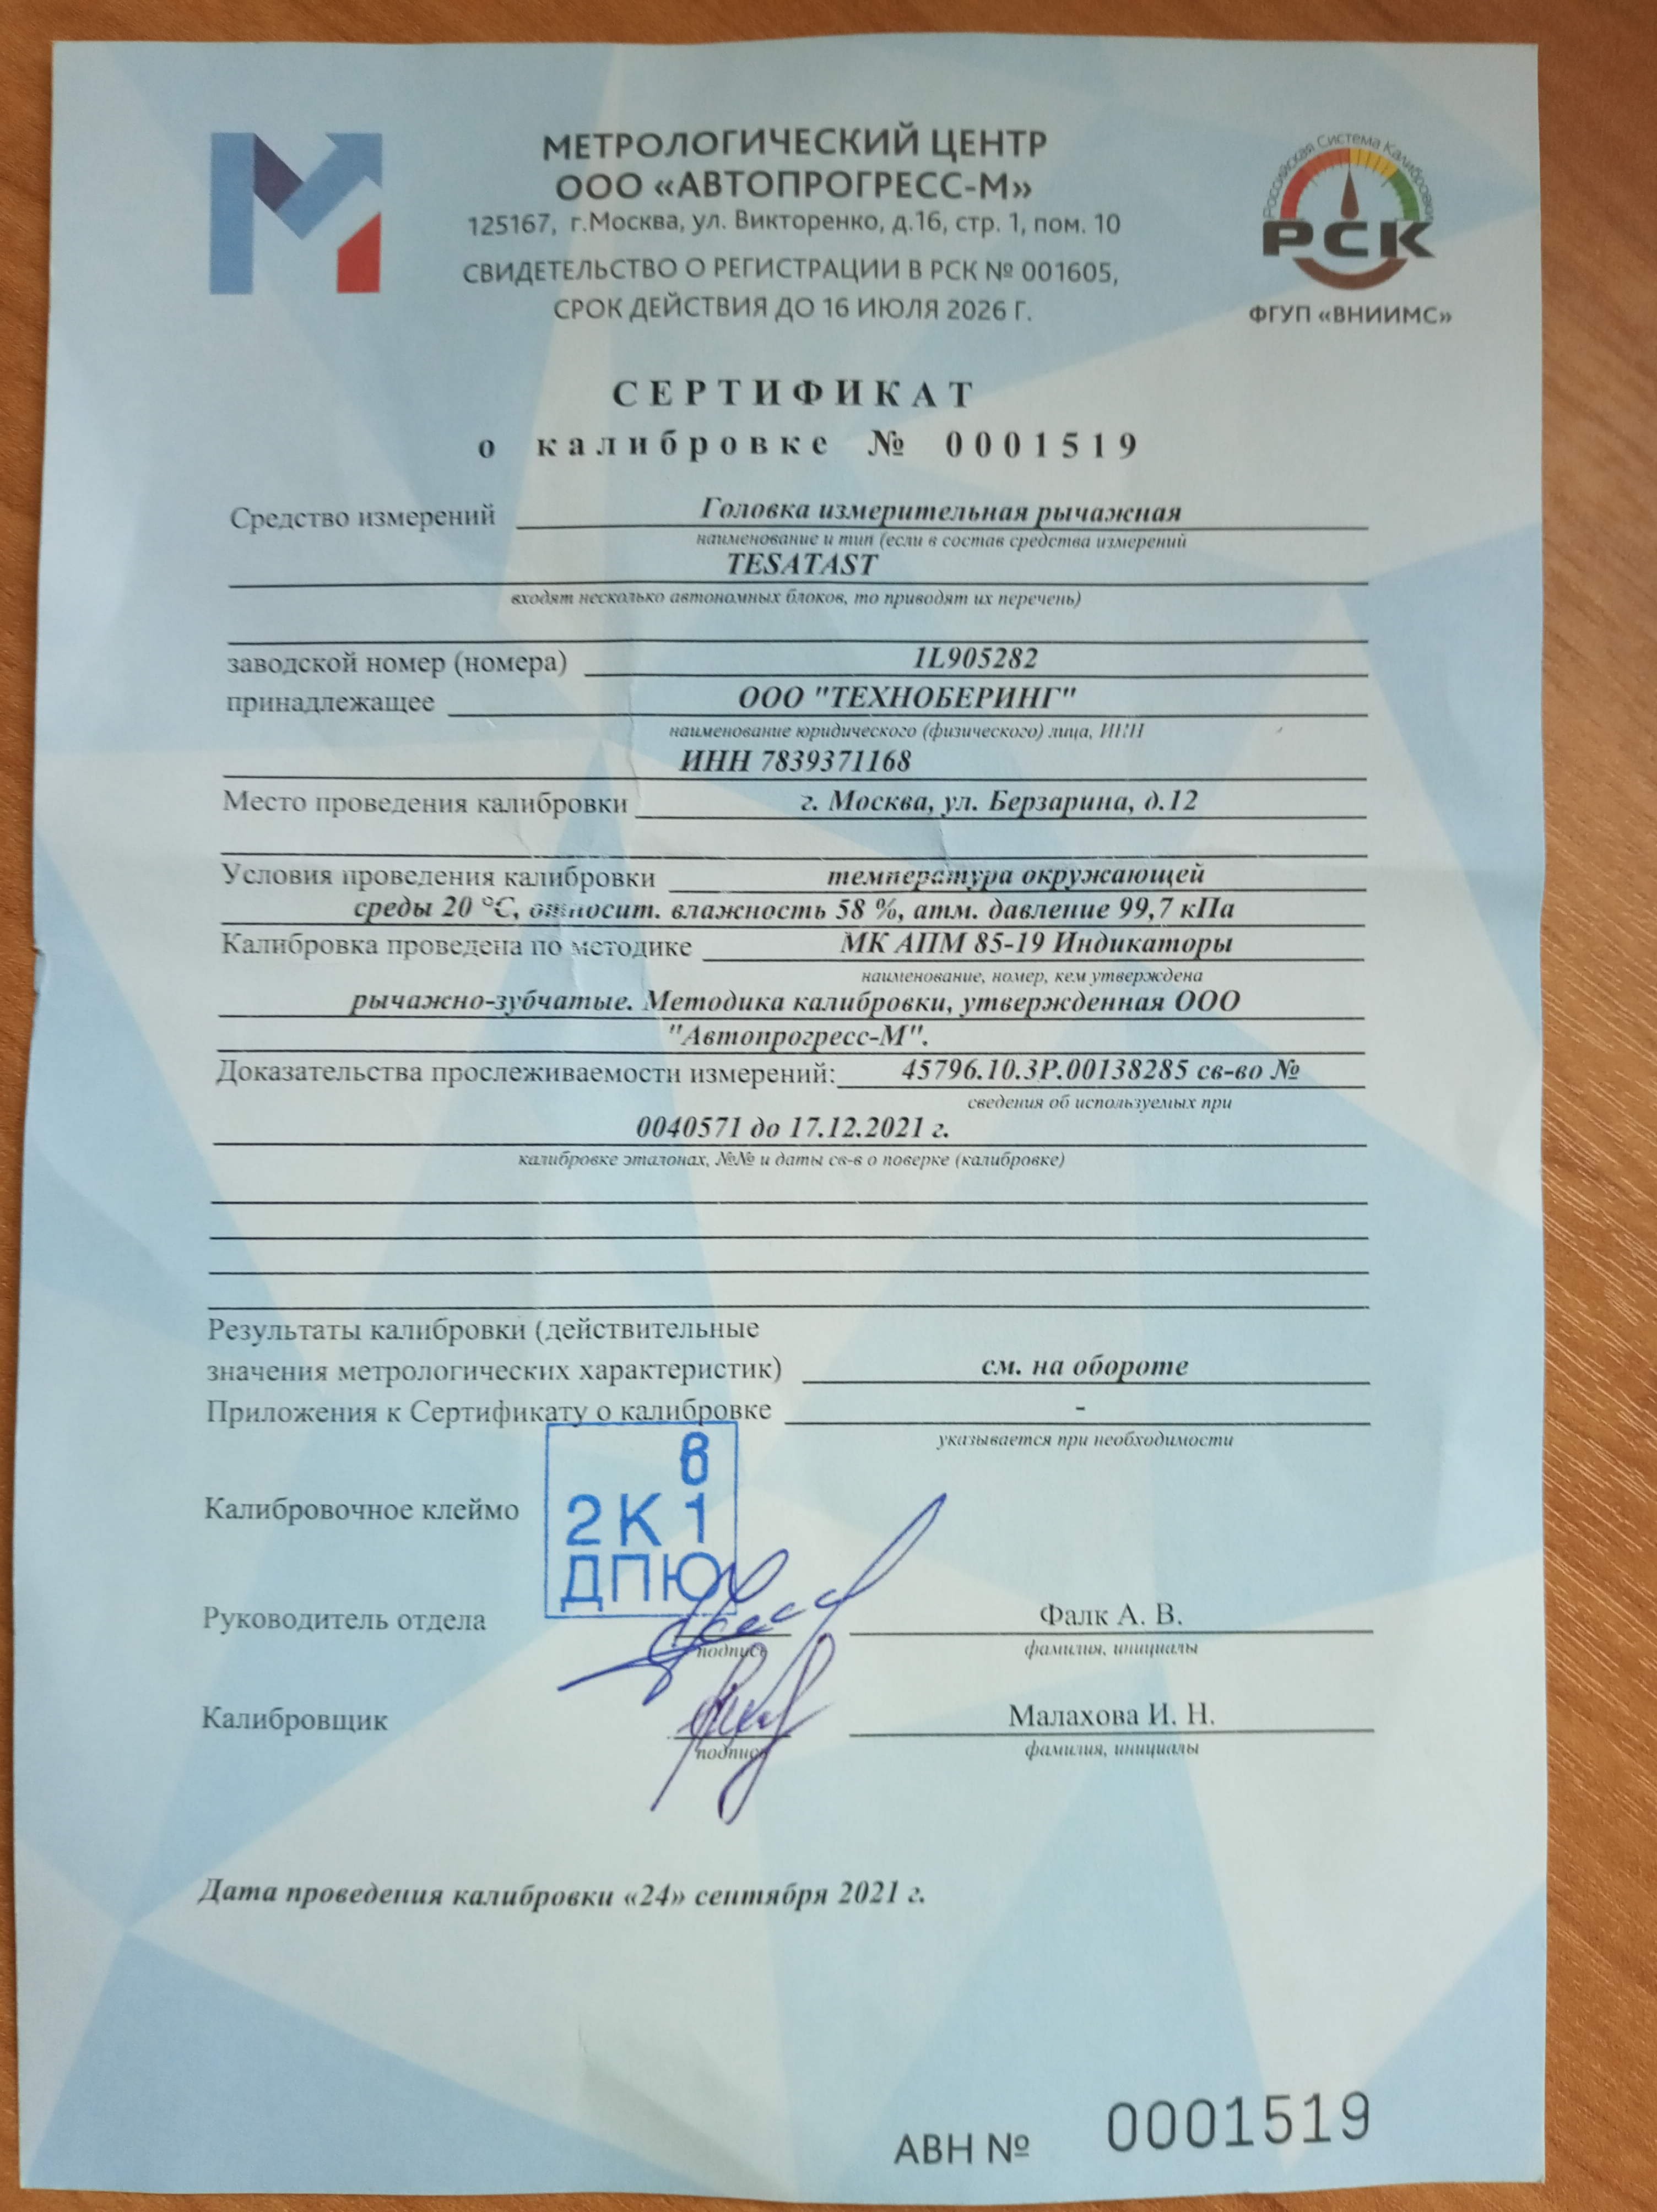 МЕТРОЛОГИЧЕСКИЙ ЦЕНТР
ООО «АВТОПРОГРЕСС-М»
125167, г.Москва, ул. Викторенко, д.16, стр. 1, пом. 10
СВИДЕТЕЛЬСТВО О РЕГИСТРАЦИИ В РСК № 001605,
СРОК ДЕЙСТВИЯ ДО 16 ИЮЛЯ 2026 Г.
Российская Система Калибровки
РСК
ФГУП «ВНИИМС»
СЕРТИФИКАТ
о калибровке № 0001519
Средство измерений Головка измерительная рычажная
наименование и тип (если в состав средства измерений
TESATAST
входят несколько автономных блоков, то приводят их перечень)
заводской номер (номера) 1L905282
принадлежащее ООО "ТЕХНОБЕРИНГ"
наименование юридического (физического) лица, ИНН
ИНН 7839371168
Место проведения калибровки г. Москва, ул. Берзарина, д.12
Условия проведения калибровки температура окружающей
среды 20 °С, относит. влажность 58 %, атм. давление 99,7 кПа
Калибровка проведена по методике МК АПМ 85-19 Индикаторы
наименование, номер, кем утверждена
рычажно-зубчатые. Методика калибровки, утвержденная ООО
"Автопрогресс-М".
Доказательства прослеживаемости измерений: 45796.10.3Р.00138285 св-во №
сведения об используемых при
0040571 до 17.12.2021 г.
калибровке эталонах, №№ и даты св-в о поверке (калибровке)
Результаты калибровки (действительные
значения метрологических характеристик) см. на обороте
Приложения к Сертификату о калибровке -
указывается при необходимости
6
Калибровочное клеймо 2К1
ДПЮ
Руководитель отдела Фалк А. В.
подпись фамилия, инициалы
Калибровщик Малахова И. Н.
подпись фамилия, инициалы
Дата проведения калибровки «24» сентября 2021 г.
АВН № 0001519